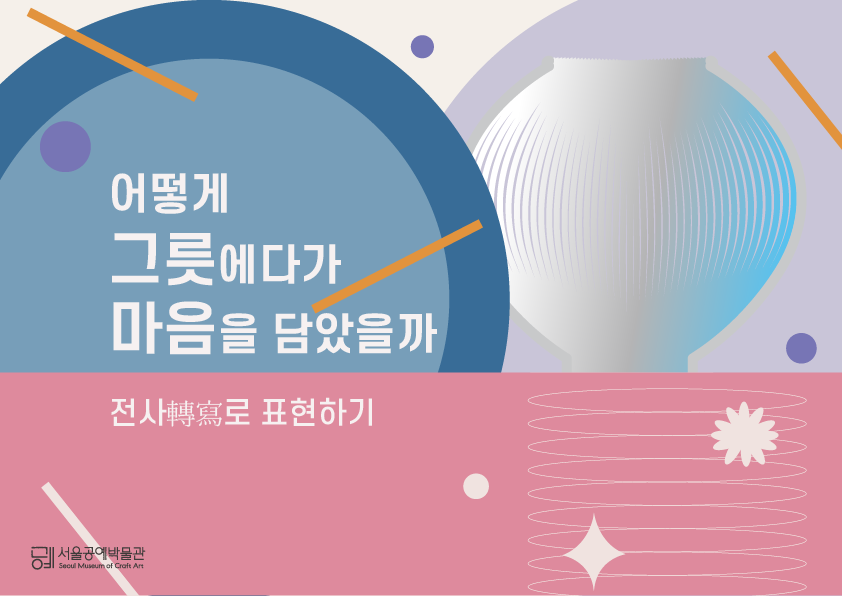 어떻게
그릇에다가
마음을 담았을까
전사轉寫로 표현하기
서울공예박물관
Seoul Museum of Craft Art